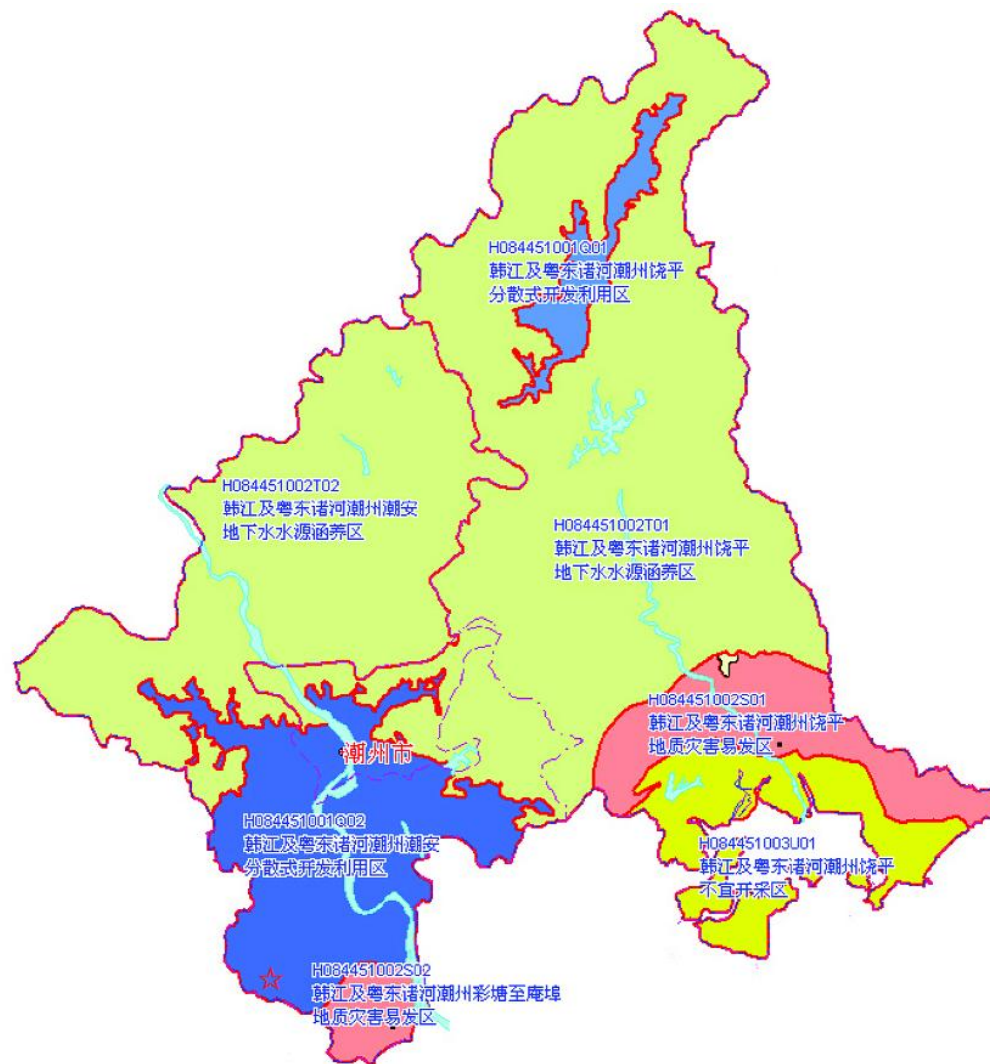 H084451001Q01
韩江及粤东诸河潮州饶平
分散式开发利用区
H084451002T02
韩江及粤东诸河潮州潮安
地下水水源涵养区
H084451002T01
韩江及粤东诸河潮州饶平
地下水水源涵养区
H084451002S01
韩江及粤东诸河潮州饶平
地质灾害易发区
潮州市
H084451001Q02
韩江及粤东诸河潮州潮安
分散式开发利用区
H084451003U01
韩江及粤东诸河潮州饶平
不宜开采区
H084451002S02
韩江及粤东诸河潮州彩塘至庵埠
地质灾害易发区